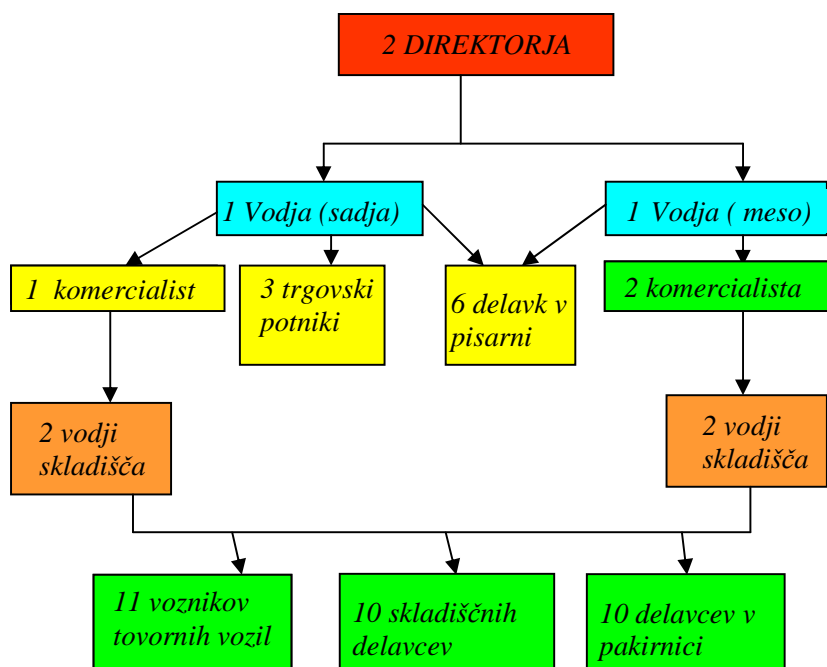 2 DIREKTORJA
1 Vodja (sadja)
1 Vodja ( meso)
1 komercialist
3 trgovski
potniki
6 delavk v
pisarni
2 komercialista
2 vodji
skladišča
2 vodji
skladišča
11 voznikov
tovornih vozil
10 skladiščnih
delavcev
10 delavcev v
pakirnici